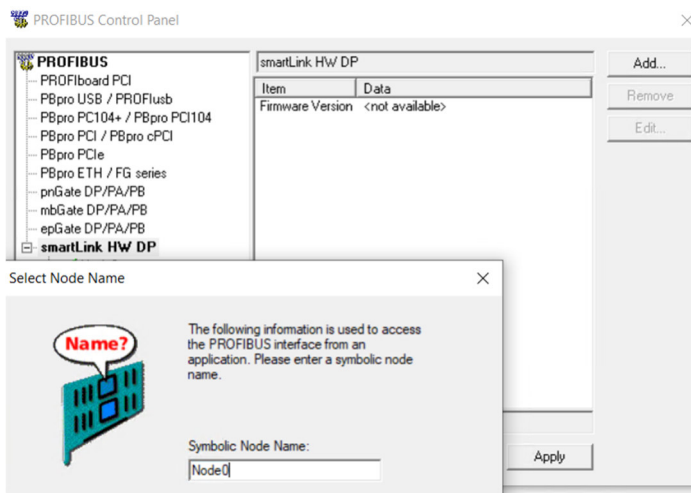 PROFIBUS Control Panel
PROFIBUS
PROFIboard PCI
PBpro USB / PROFIusb
PBpro PC104+ / PBpro PCI104
PBpro PCI / PBpro cPCI
PBpro PCIe
PBpro ETH / FG series
pnGate DP/PA/PB
mbGate DP/PA/PB
epGate DP/PA/PB
smartLink HW DP
smartLink HW DP
Item Data
Firmware Version <not available>
Add...
Remove
Edit...
Select Node Name
Name?
The following information is used to access
the PROFIBUS interface from an
application. Please enter a symbolic node
name.
Symbolic Node Name:
Node0
Apply